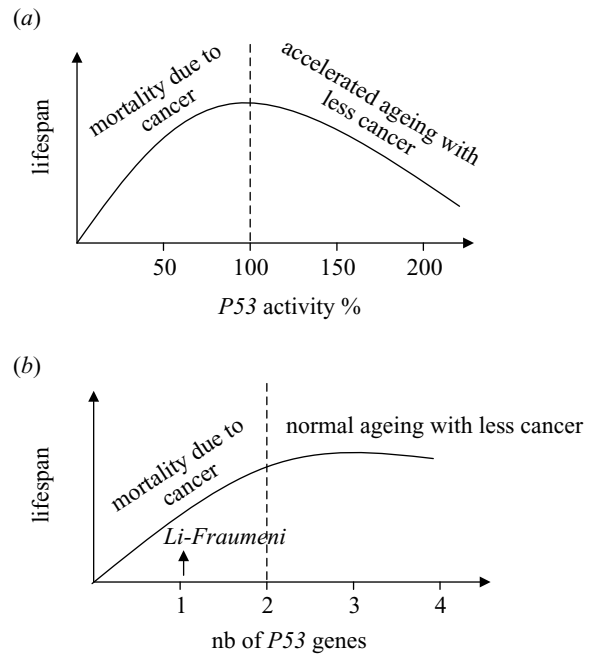 (a)
mortality due to
cancer
accelerated ageing with
less cancer
lifespan
50
100
150
200
P53 activity %
(b)
mortality due to
cancer
normal ageing with less cancer
lifespan
Li-Fraumeni
1
2
3
4
nb of P53 genes